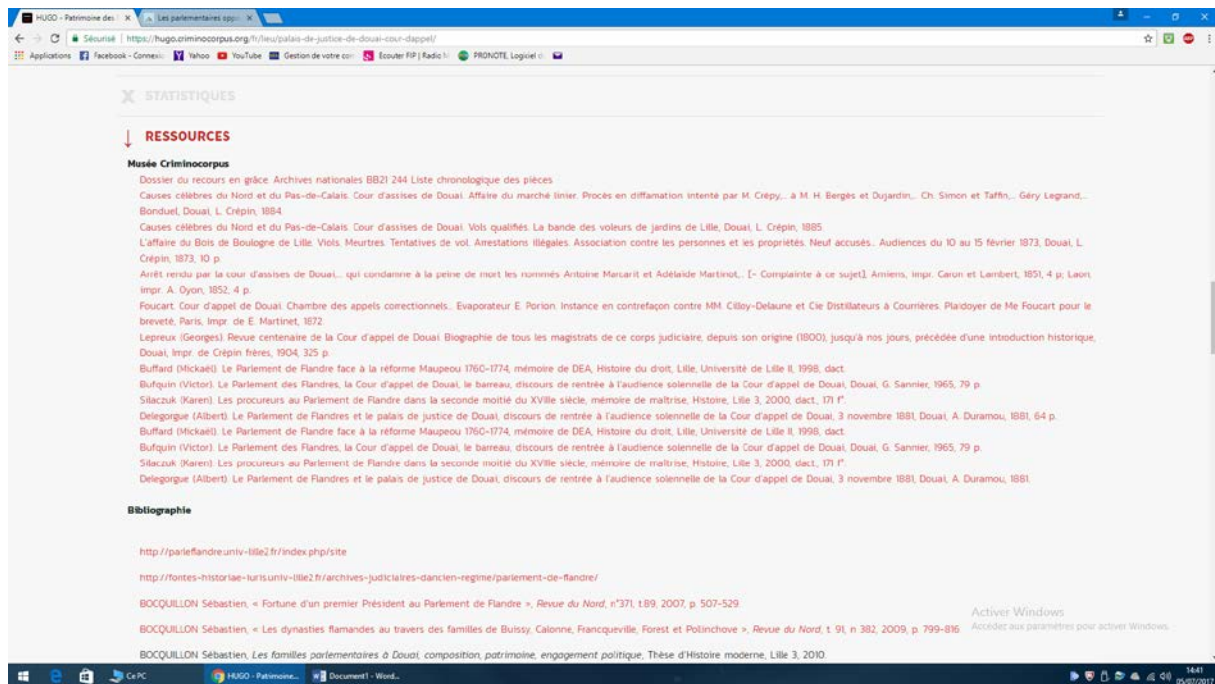 HUGO - Patrimoine des l
Les parlementaires oppo
Sécurisé | https://hugo.criminocorpus.org/fr/lieu/palais-de-justice-de-douai-cour-dappel/
Applications Facebook - Connexio Yahoo YouTube Gestion de votre con Ecouter FIP | Radio N PRONOTE, Logiciel d
STATISTIQUES
RESSOURCES
Musée Criminocorpus
Dossier du recours en grâce. Archives nationales BB21 244 Liste chronologique des pièces
Causes célèbres du Nord et du Pas-de-Calais. Cour d'assises de Douai. Affaire du marché linier. Procès en diffamation intenté par M. Crépy,.. à M. H. Bergès et Dujardin,.. Ch. Simon et Taffin,.. Géry Legrand,..
Bonduel, Douai, L. Crépin, 1884.
Causes célèbres du Nord et du Pas-de-Calais. Cour d'assises de Douai. Vols qualifiés. La bande des voleurs de jardins de Lille, Douai, L. Crépin, 1885.
L'affaire du Bois de Boulogne de Lille. Viols. Meurtres. Tentatives de vol. Arrestations illégales. Association contre les personnes et les propriétés. Neuf accusés... Audiences du 10 au 15 février 1873, Douai, L.
Crépin, 1873, 10 p.
Arrêt rendu par la cour d'assises de Douai,.. qui condamne à la peine de mort les nommés Antoine Marcarit et Adélaïde Martinot,.. [- Complainte à ce sujet], Amiens, impr. Caron et Lambert, 1851, 4 p; Laon,
impr. A. Oyon, 1852, 4 p.
Foucart. Cour d'appel de Douai. Chambre des appels correctionnels... Evaporateur E. Porion. Instance en contrefaçon contre MM. Cilloy-Delaune et Cie Distillateurs à Courrières. Plaidoyer de Me Foucart pour le
breveté, Paris, Impr. de E. Martinet, 1872.
Lepreux (Georges). Revue centenaire de la Cour d'appel de Douai. Biographie de tous les magistrats de ce corps judiciaire, depuis son origine (1800), jusqu'à nos jours, précédée d'une introduction historique,
Douai, Impr. de Crépin frères, 1904, 325 p.
Buffard (Mickaël). Le Parlement de Flandre face à la réforme Maupeou 1760-1774, mémoire de DEA, Histoire du droit, Lille, Université de Lille II, 1998, dact.
Bufquin (Victor). Le Parlement des Flandres, la Cour d'appel de Douai, le barreau, discours de rentrée à l'audience solennelle de la Cour d'appel de Douai, Douai, G. Sannier, 1965, 79 p.
Silaczuk (Karen). Les procureurs au Parlement de Flandre dans la seconde moitié du XVIIIe siècle, mémoire de maîtrise, Histoire, Lille 3, 2000, dact., 171 f°.
Delegorgue (Albert). Le Parlement de Flandres et le palais de justice de Douai, discours de rentrée à l'audience solennelle de la Cour d'appel de Douai, 3 novembre 1881, Douai, A. Duramou, 1881, 64 p.
Buffard (Mickaël). Le Parlement de Flandre face à la réforme Maupeou 1760-1774, mémoire de DEA, Histoire du droit, Lille, Université de Lille II, 1998, dact.
Bufquin (Victor). Le Parlement des Flandres, la Cour d'appel de Douai, le barreau, discours de rentrée à l'audience solennelle de la Cour d'appel de Douai, Douai, G. Sannier, 1965, 79 p.
Silaczuk (Karen). Les procureurs au Parlement de Flandre dans la seconde moitié du XVIIIe siècle, mémoire de maîtrise, Histoire, Lille 3, 2000, dact., 171 f°.
Delegorgue (Albert). Le Parlement de Flandres et le palais de justice de Douai, discours de rentrée à l'audience solennelle de la Cour d'appel de Douai, 3 novembre 1881, Douai, A. Duramou, 1881.
Bibliographie
http://parleflandre.univ-lille2.fr/index.php/site
http://fontes-historiae-iuris.univ-lille2.fr/archives-judiciaires-dancien-regime/parlement-de-flandre/
BOCQUILLON Sébastien, « Fortune d'un premier Président au Parlement de Flandre », Revue du Nord, n°371, t.89, 2007, p. 507-529.
BOCQUILLON Sébastien, « Les dynasties flamandes au travers des familles de Buissy, Calonne, Francqueville, Forest et Pollinchove », Revue du Nord, t. 91, n 382, 2009, p. 799-816.
BOCQUILLON Sébastien, Les familles parlementaires à Douai, composition, patrimoine, engagement politique, Thèse d'Histoire moderne, Lille 3, 2010.
Activer Windows
Accédez aux paramètres pour activer Windows.
Ce PC HUGO - Patrimoine... Document1 - Word... 14:41
05/07/2017